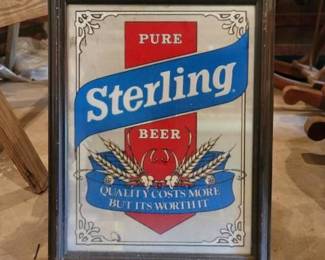 PURE
Sterling
BEER
QUALITY COSTS MORE
BUT ITS WORTH IT